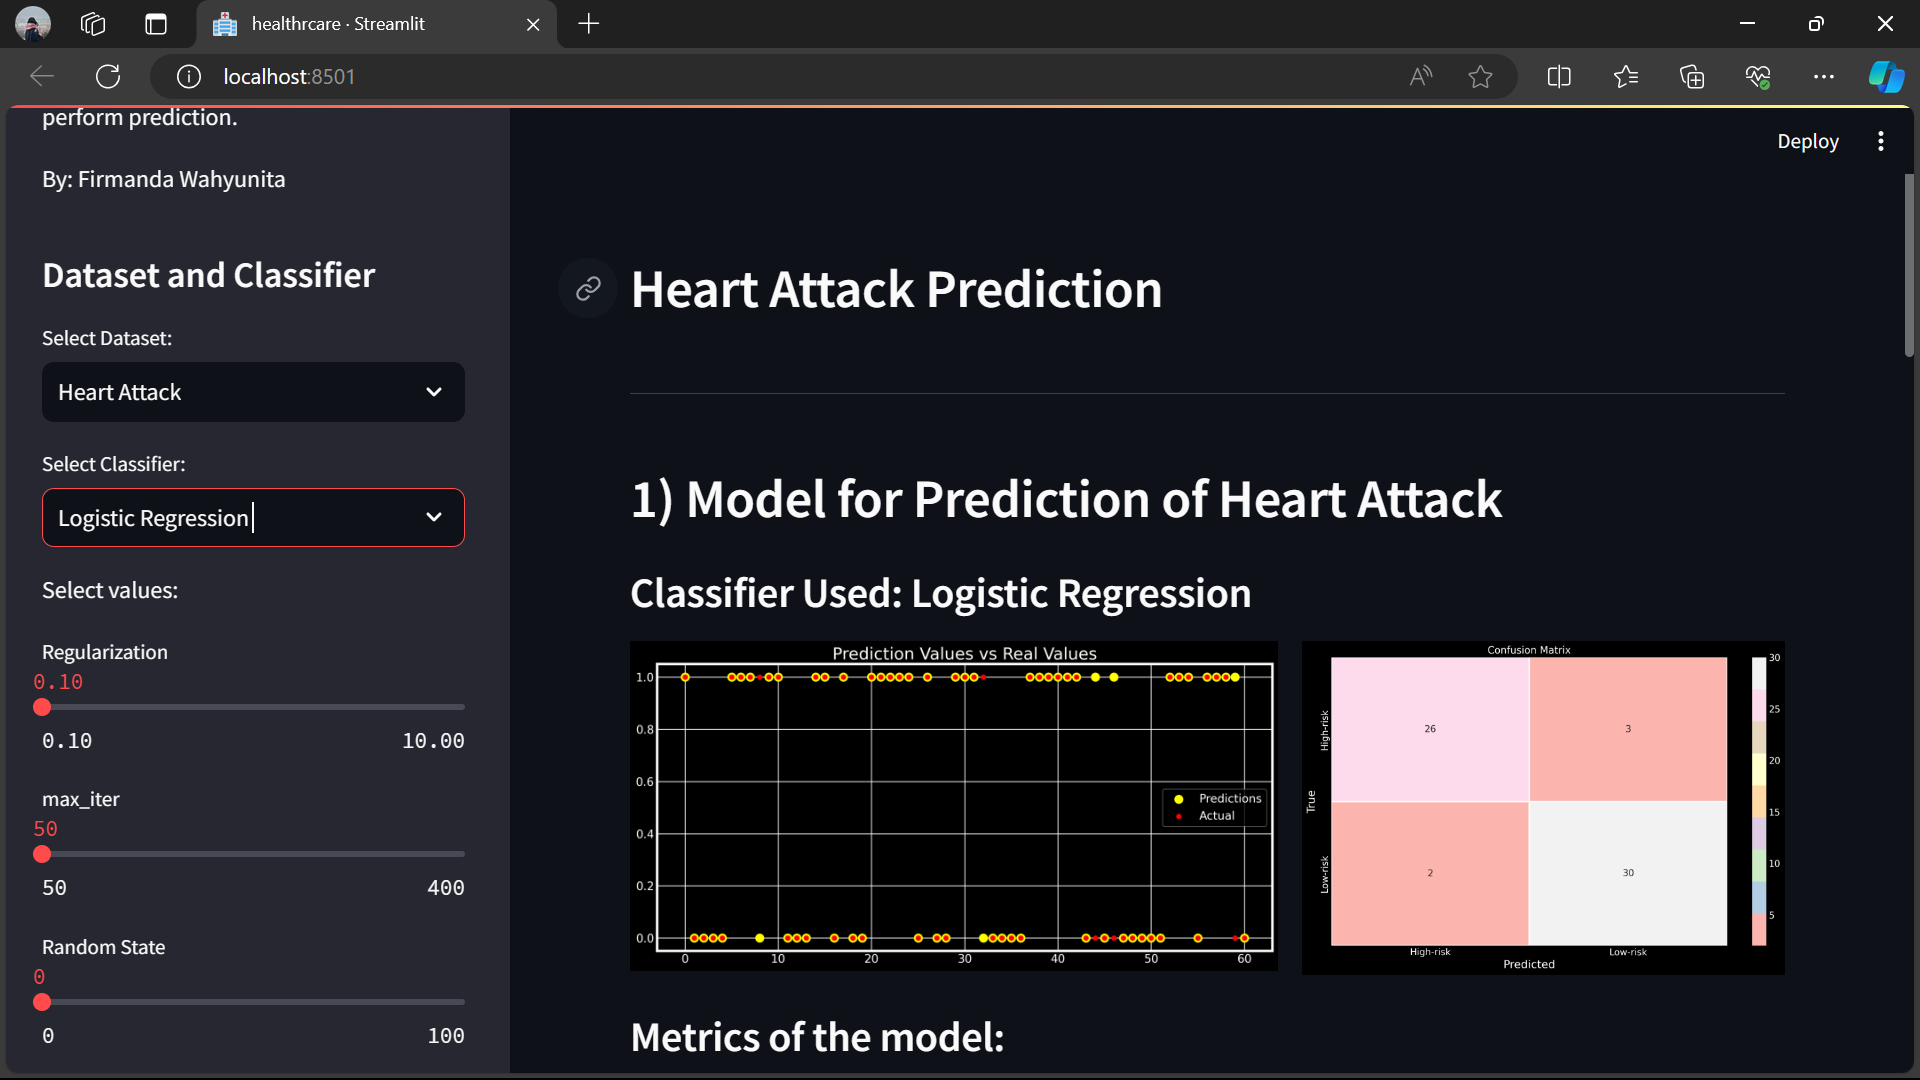 healthrcare · Streamlit
localhost:8501
perform prediction.
By: Firmanda Wahyunita
Dataset and Classifier
Select Dataset:
Heart Attack
Select Classifier:
Logistic Regression
Select values:
Regularization
0.10
0.10 10.00
max_iter
50
50 400
Random State
0
0 100
Deploy
Heart Attack Prediction
1) Model for Prediction of Heart Attack
Classifier Used: Logistic Regression
Prediction Values vs Real Values
1.0
0.8
0.6
0.4
0.2
0.0
0 10 20 30 40 50 60
Predictions
Actual
Confusion Matrix
True
High-risk
Low-risk
26 3
2 30
High-risk Low-risk
Predicted
30
25
20
15
10
5
Metrics of the model: